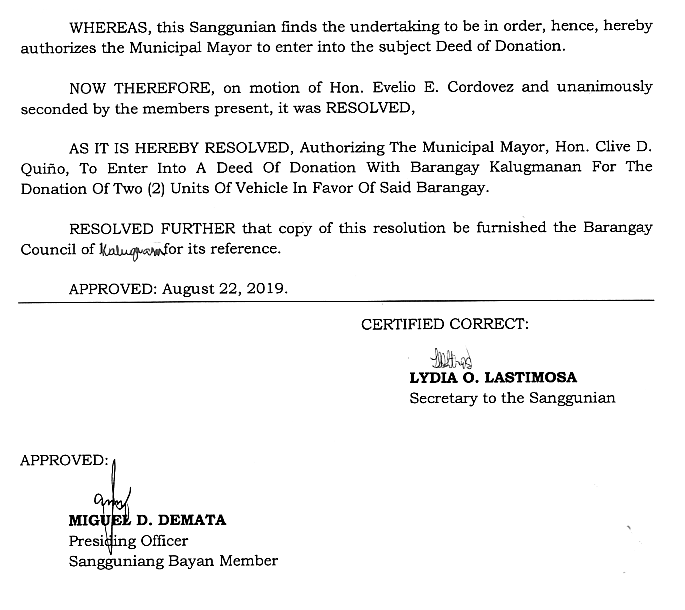 WHEREAS, this Sanggunian finds the undertaking to be in order, hence, hereby
authorizes the Municipal Mayor to enter into the subject Deed of Donation.
NOW THEREFORE, on motion of Hon. Evelio E. Cordovez and unanimously
seconded by the members present, it was RESOLVED,
AS IT IS HEREBY RESOLVED, Authorizing The Municipal Mayor, Hon. Clive D.
Quiño, To Enter Into A Deed Of Donation With Barangay Kalugmanan For The
Donation Of Two (2) Units Of Vehicle In Favor Of Said Barangay.
RESOLVED FURTHER that copy of this resolution be furnished the Barangay
Council of for its reference.
APPROVED: August 22, 2019.
CERTIFIED CORRECT:
LYDIA O. LASTIMOSA
Secretary to the Sanggunian
APPROVED:
MIGUEL D. DEMATA
Presiding Officer
Sangguniang Bayan Member